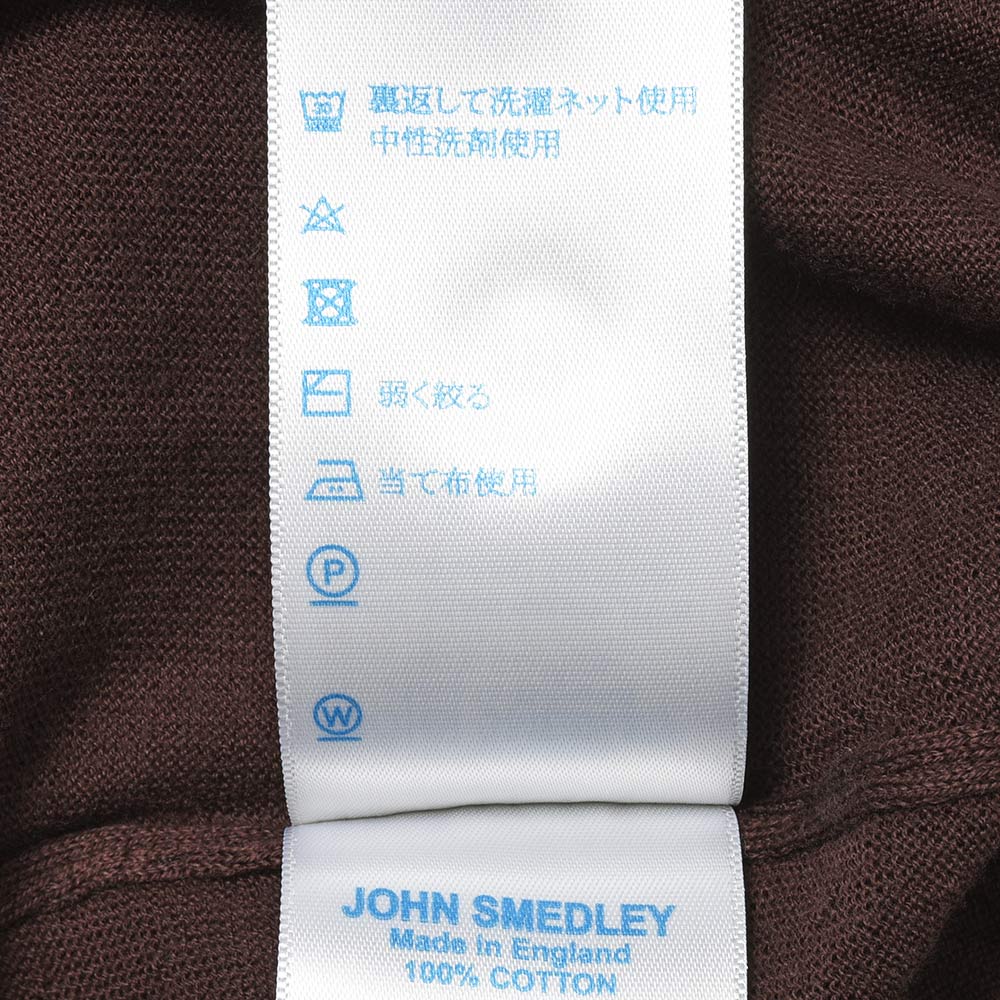 30
裏返して洗濯ネット使用
中性洗剤使用
弱く絞る
当て布使用
P
W
JOHN SMEDLEY
Made in England
100% COTTON